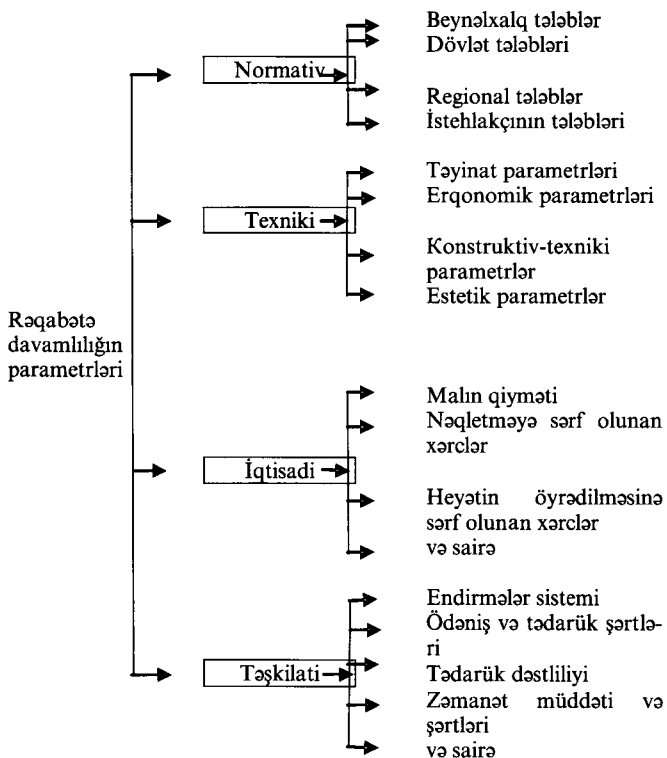 Rəqabətə
davamlılığın
parametrləri
Normativ
Beynəlxalq tələblər
Dövlət tələbləri
Regional tələblər
İstehlakçının tələbləri
Texniki
Təyinat parametrləri
Erqonomik parametrləri
Konstruktiv-texniki
parametrlər
Estetik parametrlər
İqtisadi
Malın qiyməti
Nəqletməyə sərf olunan
xərclər
Heyətin öyrədilməsinə
sərf olunan xərclər
və sairə
Təşkilati
Endirmələr sistemi
Ödəniş və tədarük şərtlə-
ri
Tədarük dəstliliyi
Zəmanət müddəti və
şərtləri
və sairə